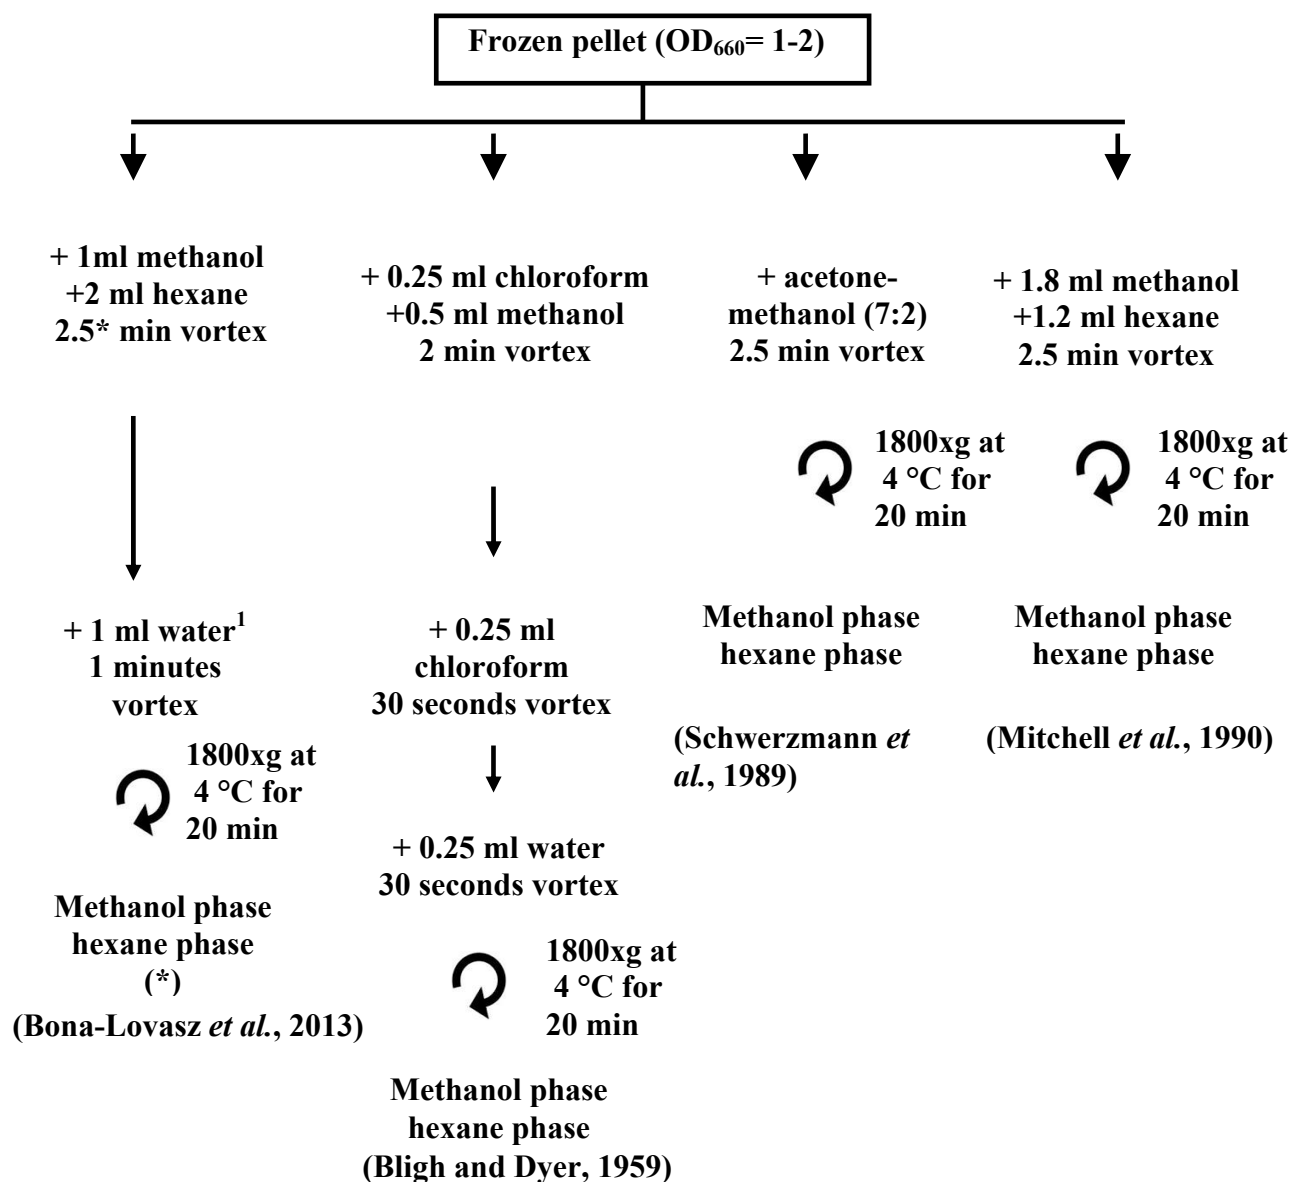 Frozen pellet (OD660= 1-2)
+ 1ml methanol
+2 ml hexane
2.5* min vortex
+ 1 ml water1
1 minutes
vortex
1800xg at
4 °C for
20 min
Methanol phase
hexane phase
(*)
(Bona-Lovasz et al., 2013)
+ 0.25 ml chloroform
+0.5 ml methanol
2 min vortex
+ 0.25 ml
chloroform
30 seconds vortex
+ 0.25 ml water
30 seconds vortex
1800xg at
4 °C for
20 min
Methanol phase
hexane phase
(Bligh and Dyer, 1959)
+ acetone-
methanol (7:2)
2.5 min vortex
1800xg at
4 °C for
20 min
Methanol phase
hexane phase
(Schwerzmann et
al., 1989)
+ 1.8 ml methanol
+1.2 ml hexane
2.5 min vortex
1800xg at
4 °C for
20 min
Methanol phase
hexane phase
(Mitchell et al., 1990)